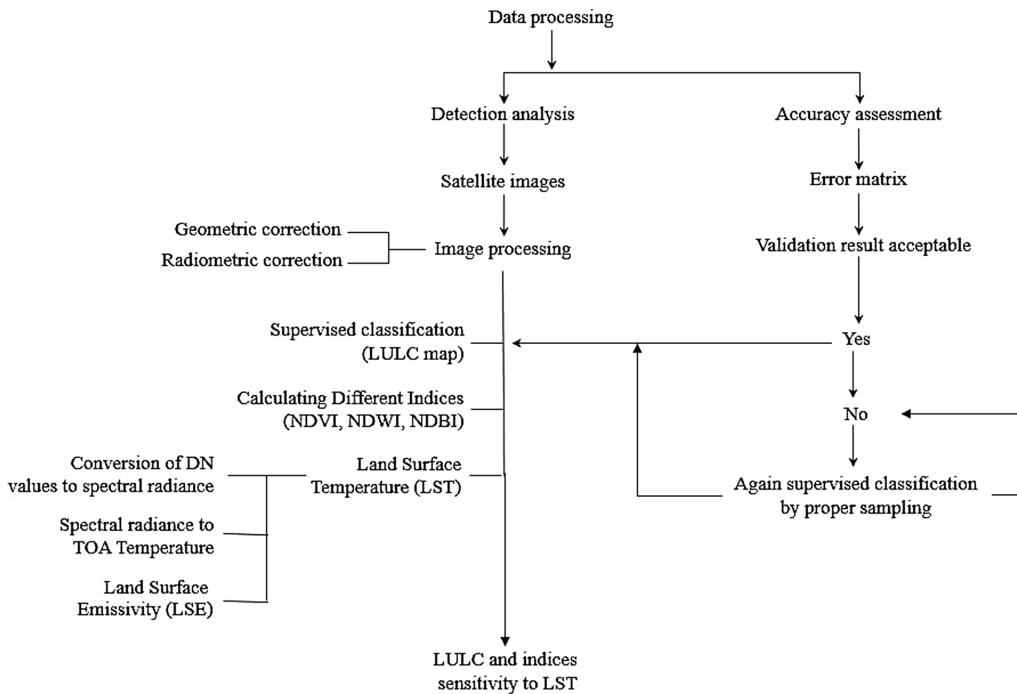 Data processing
Detection analysis
Accuracy assessment
Satellite images
Error matrix
Geometric correction
Radiometric correction
Image processing
Validation result acceptable
Supervised classification
(LULC map)
Yes
Calculating Different Indices
(NDVI, NDWI, NDBI)
No
Conversion of DN
values to spectral radiance
Land Surface
Temperature (LST)
Again supervised classification
by proper sampling
Spectral radiance to
TOA Temperature
Land Surface
Emissivity (LSE)
LULC and indices
sensitivity to LST